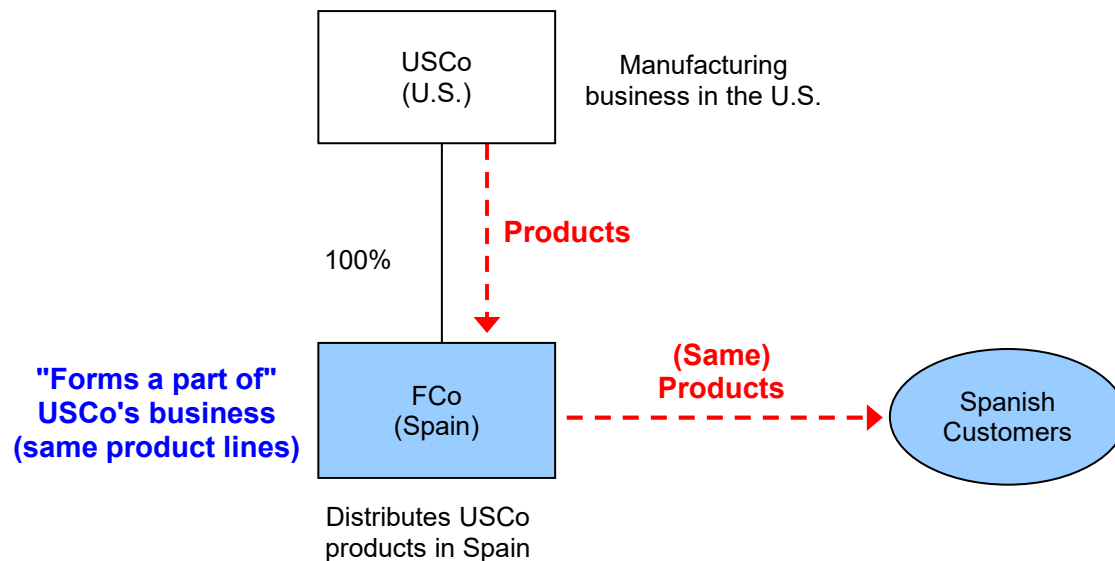 USCo
(U.S.)
Manufacturing
business in the U.S.
Products
100%
"Forms a part of"
USCo's business
(same product lines)
FCo
(Spain)
(Same)
Products
Spanish
Customers
Distributes USCo
products in Spain